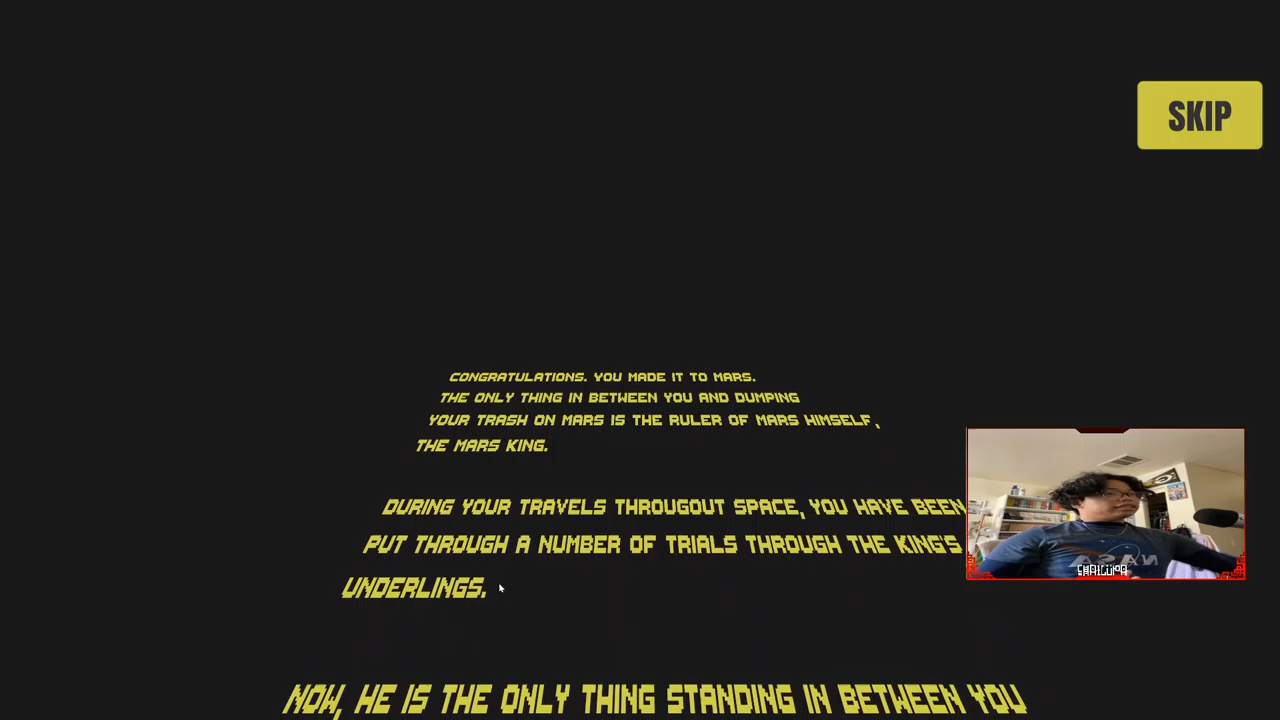 SKIP
CONGRATULATIONS. YOU MADE IT TO MARS.
THE ONLY THING IN BETWEEN YOU AND DUMPING
YOUR TRASH ON MARS IS THE RULER OF MARS HIMSELF,
THE MARS KING.
DURING YOUR TRAVELS THROUGOUT SPACE, YOU HAVE BEEN
PUT THROUGH A NUMBER OF TRIALS THROUGH THE KING'S
UNDERLINGS.
NASA
NOW, HE IS THE ONLY THING STANDING IN BETWEEN YOU